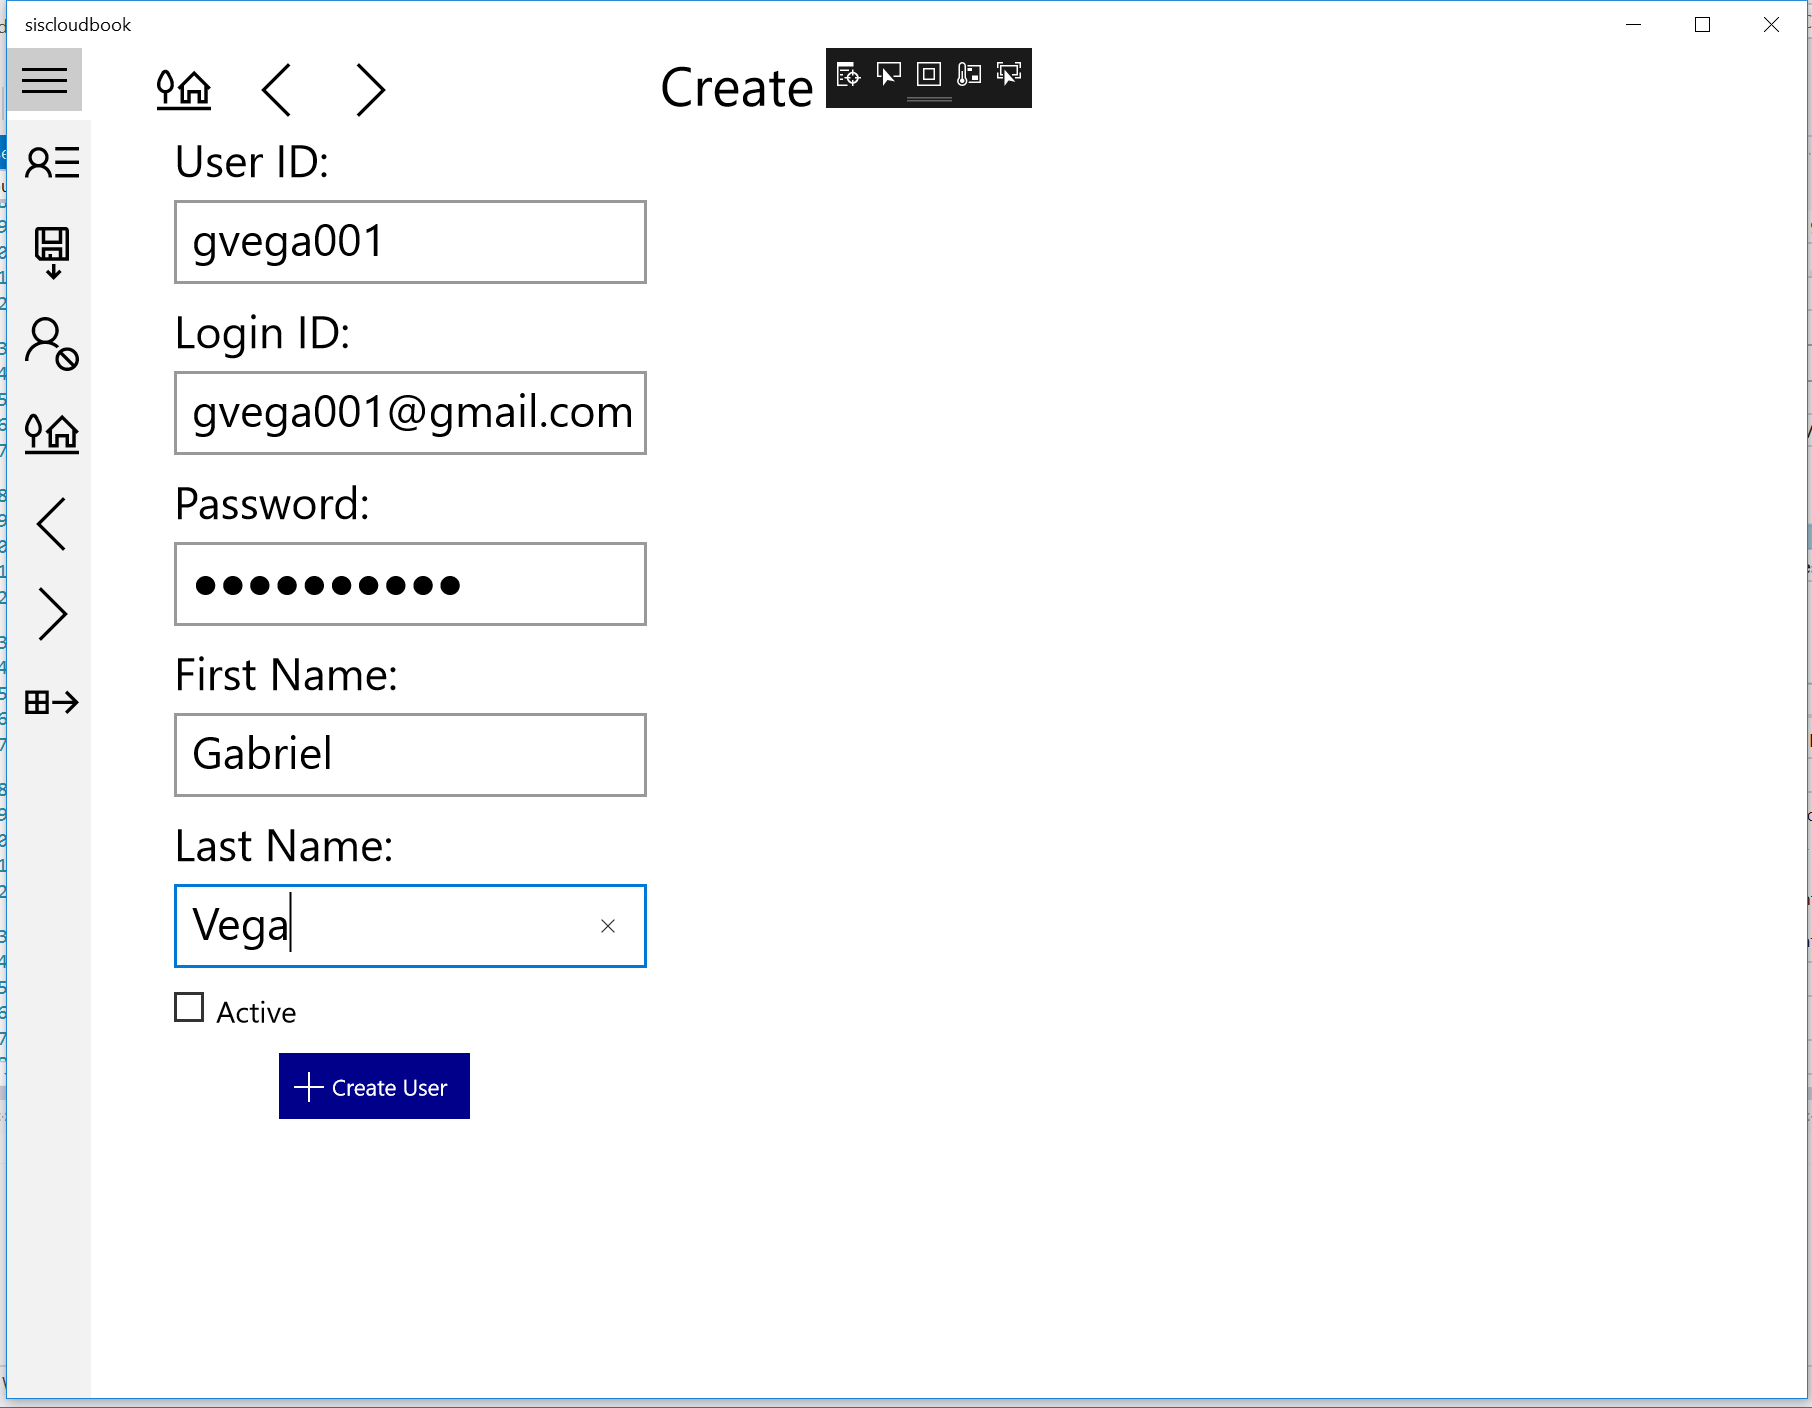 siscloudbook
Create
User ID:
gvega001
Login ID:
gvega001@gmail.com
Password:
●●●●●●●●●●
First Name:
Gabriel
Last Name:
Vega
Active
Create User